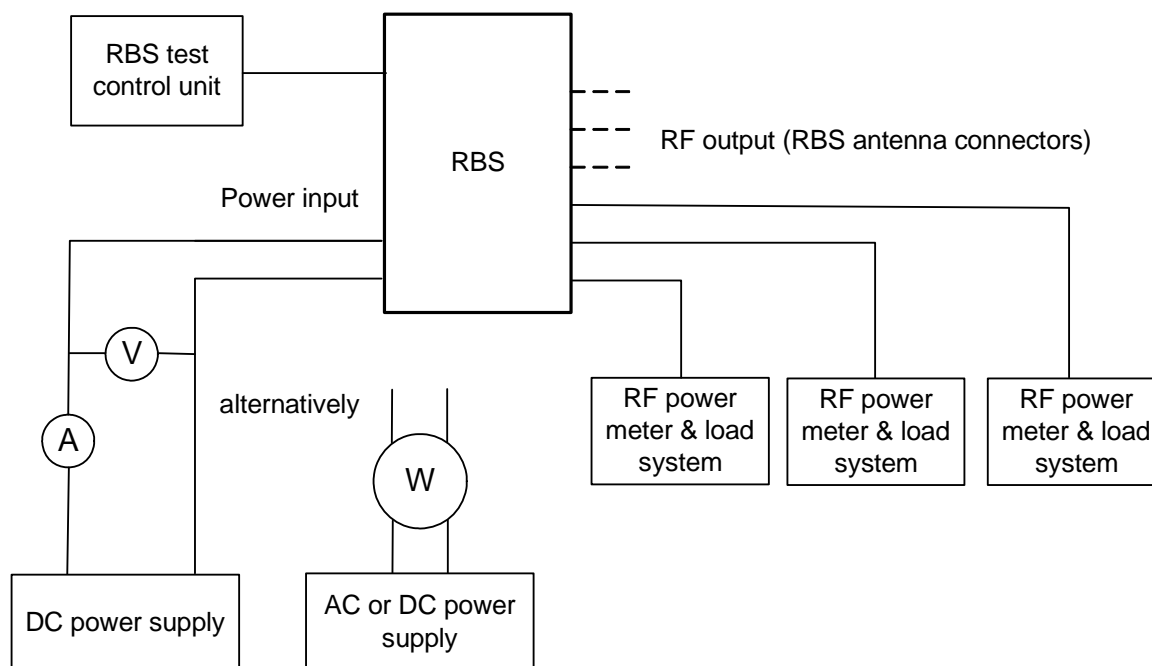 RBS test
control unit
RBS
RF output (RBS antenna connectors)
Power input
V
A
alternatively
W
RF power
meter & load
system
RF power
meter & load
system
RF power
meter & load
system
DC power supply
AC or DC power
supply